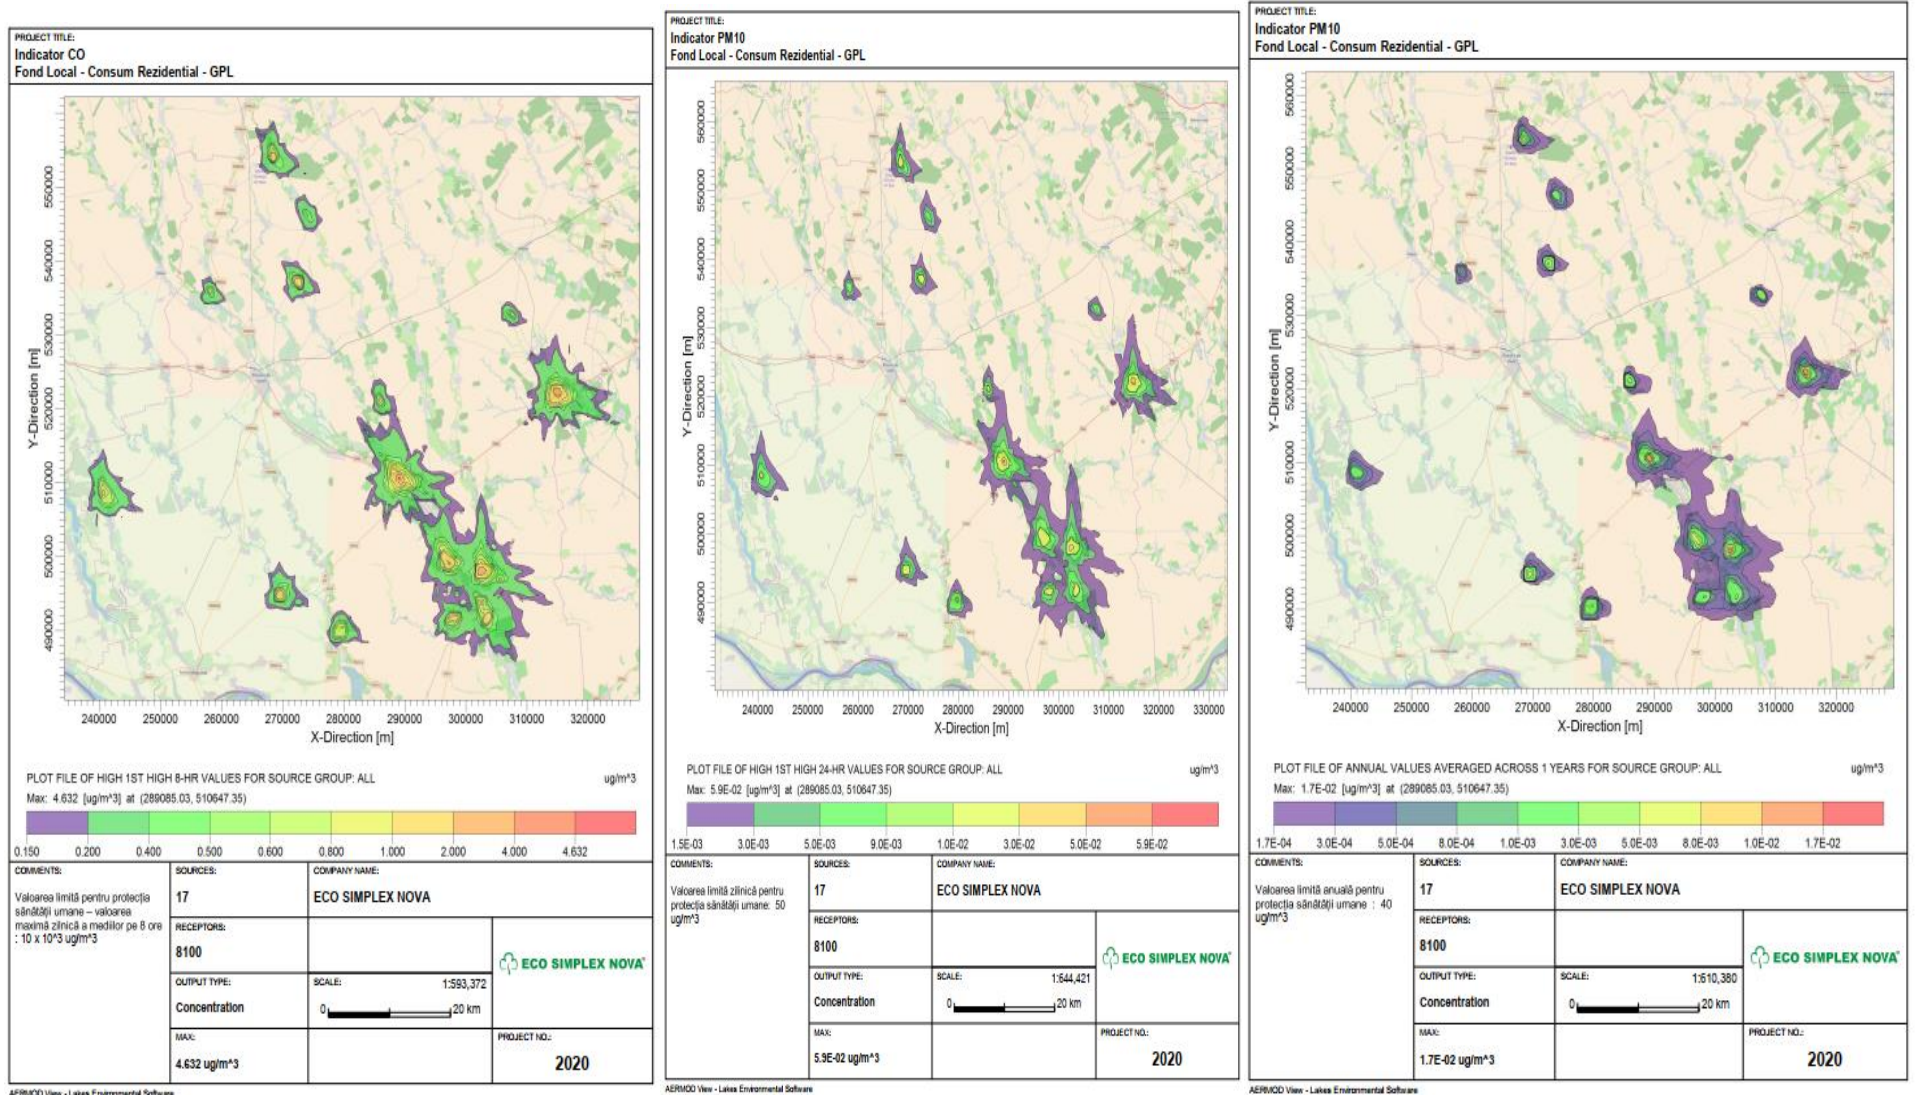 PROJECT TITLE:
Indicator CO
Fond Local - Consum Rezidential - GPL
Y-Direction [m]
550000
540000
530000
520000
510000
500000
490000
240000 250000 260000 270000 280000 290000 300000 310000 320000
X-Direction [m]
PLOT FILE OF HIGH 1ST HIGH 8-HR VALUES FOR SOURCE GROUP: ALL
ug/m^3
Max: 4.632 [ug/m^3] at (289085.03, 510647.35)
0.150 0.200 0.400 0.500 0.600 0.800 1.000 2.000 4.000 4.632
COMMENTS:
Valoarea limită pentru protecția
sănătății umane – valoarea
maximă zilnică a mediilor pe 8 ore
: 10 x 10^3 ug/m^3
SOURCES:
17
COMPANY NAME:
ECO SIMPLEX NOVA
RECEPTORS:
8100
OUTPUT TYPE:
Concentration
SCALE:
1:593,372
0 20 km
ECO SIMPLEX NOVA
MAX:
4.632 ug/m^3
PROJECT NO.:
2020
AERMOD View - Lakes Environmental Software
PROJECT TITLE:
Indicator PM10
Fond Local - Consum Rezidential - GPL
Y-Direction [m]
560000
550000
540000
530000
520000
510000
500000
490000
240000 250000 260000 270000 280000 290000 300000 310000 320000 330000
X-Direction [m]
PLOT FILE OF HIGH 1ST HIGH 24-HR VALUES FOR SOURCE GROUP: ALL
ug/m^3
Max: 5.9E-02 [ug/m^3] at (289085.03, 510647.35)
1.5E-03 3.0E-03 5.0E-03 9.0E-03 1.0E-02 3.0E-02 5.0E-02 5.9E-02
COMMENTS:
Valoarea limită zilinică pentru
protecția sănătății umane: 50
ug/m^3
SOURCES:
17
COMPANY NAME:
ECO SIMPLEX NOVA
RECEPTORS:
8100
OUTPUT TYPE:
Concentration
SCALE:
1:644,421
0 20 km
ECO SIMPLEX NOVA
MAX:
5.9E-02 ug/m^3
PROJECT NO.:
2020
AERMOD View - Lakes Environmental Software
PROJECT TITLE:
Indicator PM10
Fond Local - Consum Rezidential - GPL
Y-Direction [m]
560000
550000
540000
530000
520000
510000
500000
490000
240000 250000 260000 270000 280000 290000 300000 310000 320000
X-Direction [m]
PLOT FILE OF ANNUAL VALUES AVERAGED ACROSS 1 YEARS FOR SOURCE GROUP: ALL
ug/m^3
Max: 1.7E-02 [ug/m^3] at (289085.03, 510647.35)
1.7E-04 3.0E-04 5.0E-04 8.0E-04 1.0E-03 3.0E-03 5.0E-03 8.0E-03 1.0E-02 1.7E-02
COMMENTS:
Valoarea limită anuală pentru
protecția sănătății umane : 40
ug/m^3
SOURCES:
17
COMPANY NAME:
ECO SIMPLEX NOVA
RECEPTORS:
8100
OUTPUT TYPE:
Concentration
SCALE:
1:610,380
0 20 km
ECO SIMPLEX NOVA
MAX:
1.7E-02 ug/m^3
PROJECT NO.:
2020
AERMOD View - Lakes Environmental Software